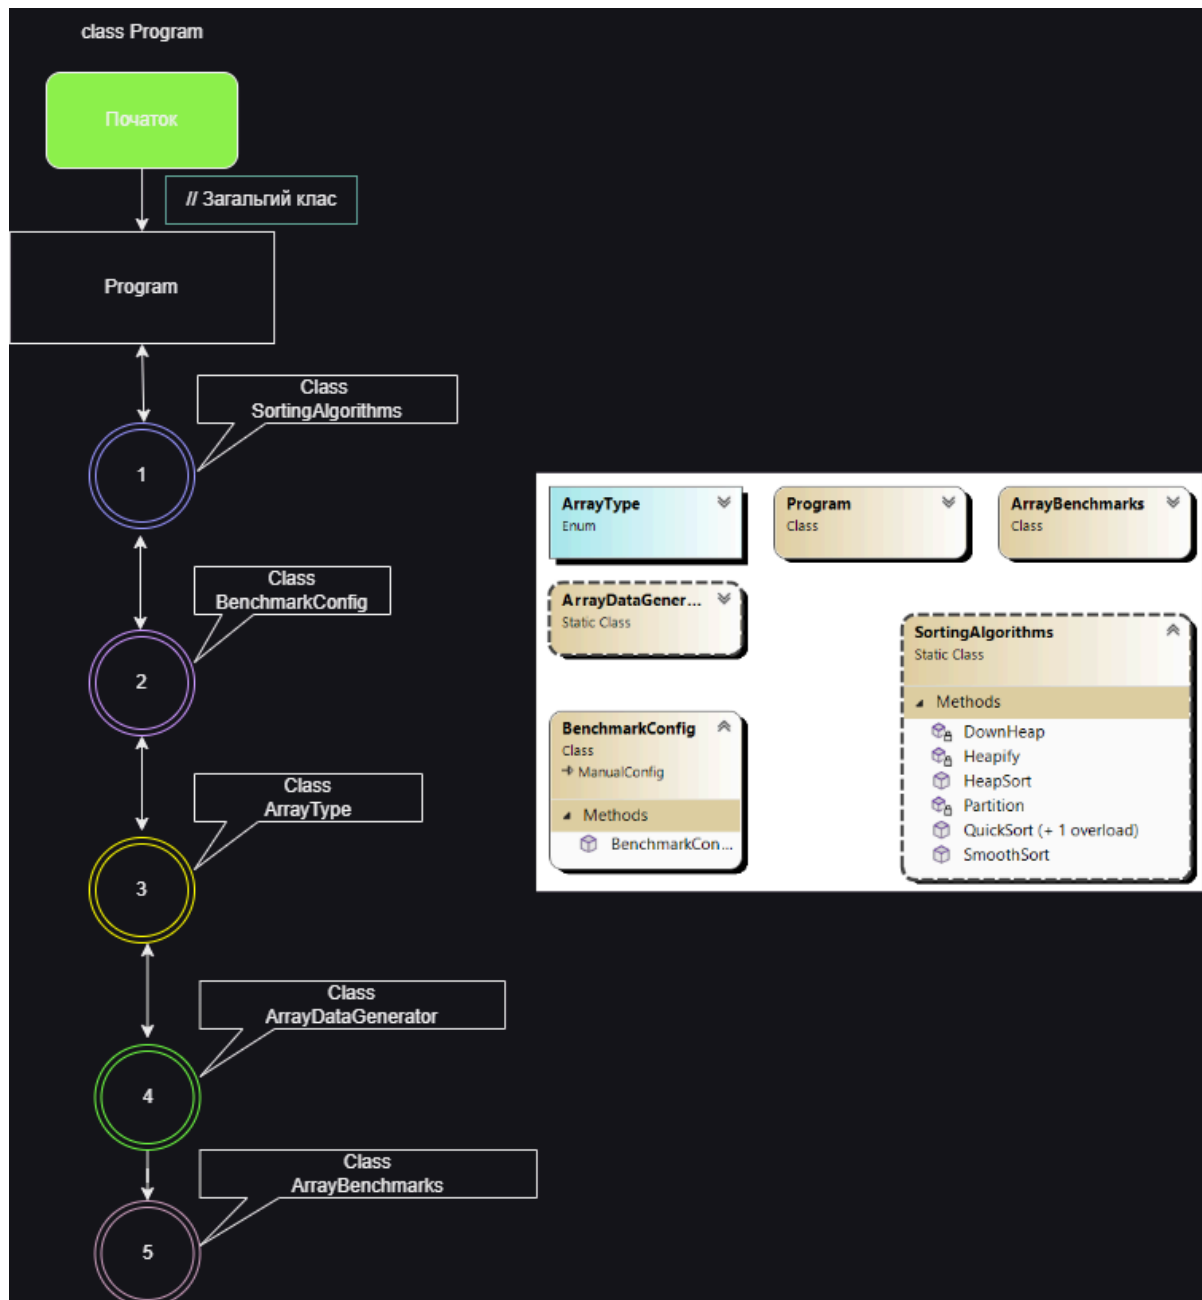 class Program
Початок
// Загальгий клас
Program
Class
SortingAlgorithms
1
Class
BenchmarkConfig
2
Class
ArrayType
3
Class
ArrayDataGenerator
4
Class
ArrayBenchmarks
5
ArrayType
Enum
Program
Class
ArrayBenchmarks
Class
ArrayDataGener...
Static Class
SortingAlgorithms
Static Class
Methods
DownHeap
Heapify
HeapSort
Partition
QuickSort (+ 1 overload)
SmoothSort
BenchmarkConfig
Class
ManualConfig
Methods
BenchmarkCon...